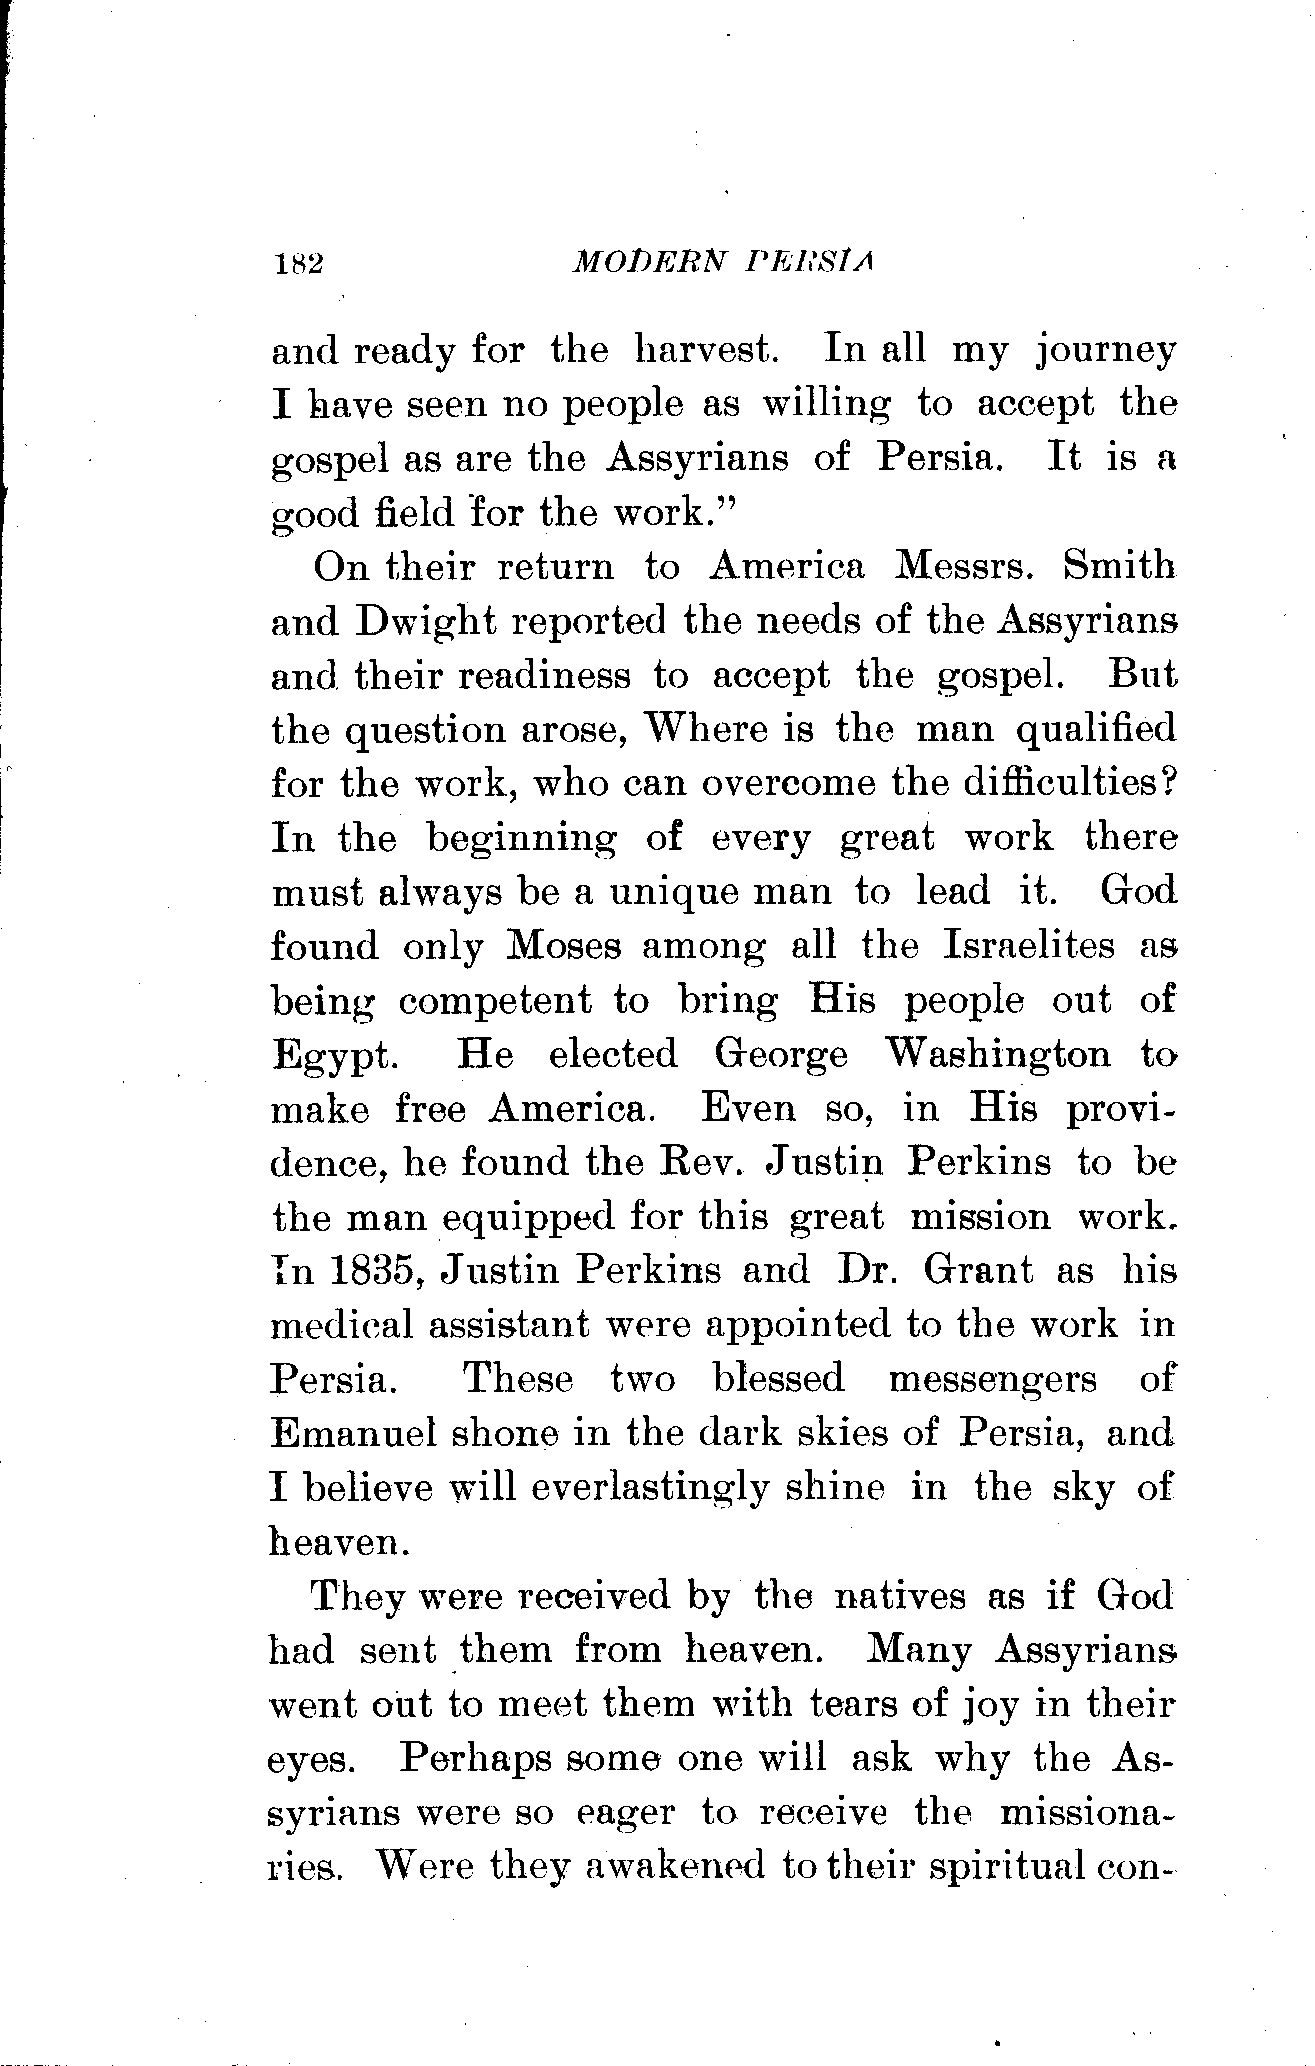 182 MODERN PERSIA
and ready for the harvest. In all my journey
I have seen no people as willing to accept the
gospel as are the Assyrians of Persia. It is a
good field for the work."
On their return to America Messrs. Smith
and Dwight reported the needs of the Assyrians
and their readiness to accept the gospel. But
the question arose, Where is the man qualified
for the work, who can overcome the difficulties?
In the beginning of every great work there
must always be a unique man to lead it. God
found only Moses among all the Israelites as
being competent to bring His people out of
Egypt. He elected George Washington to
make free America. Even so, in His provi-
dence, he found the Rev. Justin Perkins to be
the man equipped for this great mission work.
In 1835, Justin Perkins and Dr. Grant as his
medical assistant were appointed to the work in
Persia. These two blessed messengers of
Emanuel shone in the dark skies of Persia, and
I believe will everlastingly shine in the sky of
heaven.
They were received by the natives as if God
had sent them from heaven. Many Assyrians
went out to meet them with tears of joy in their
eyes. Perhaps some one will ask why the As-
syrians were so eager to receive the missiona-
ries. Were they awakened to their spiritual con-